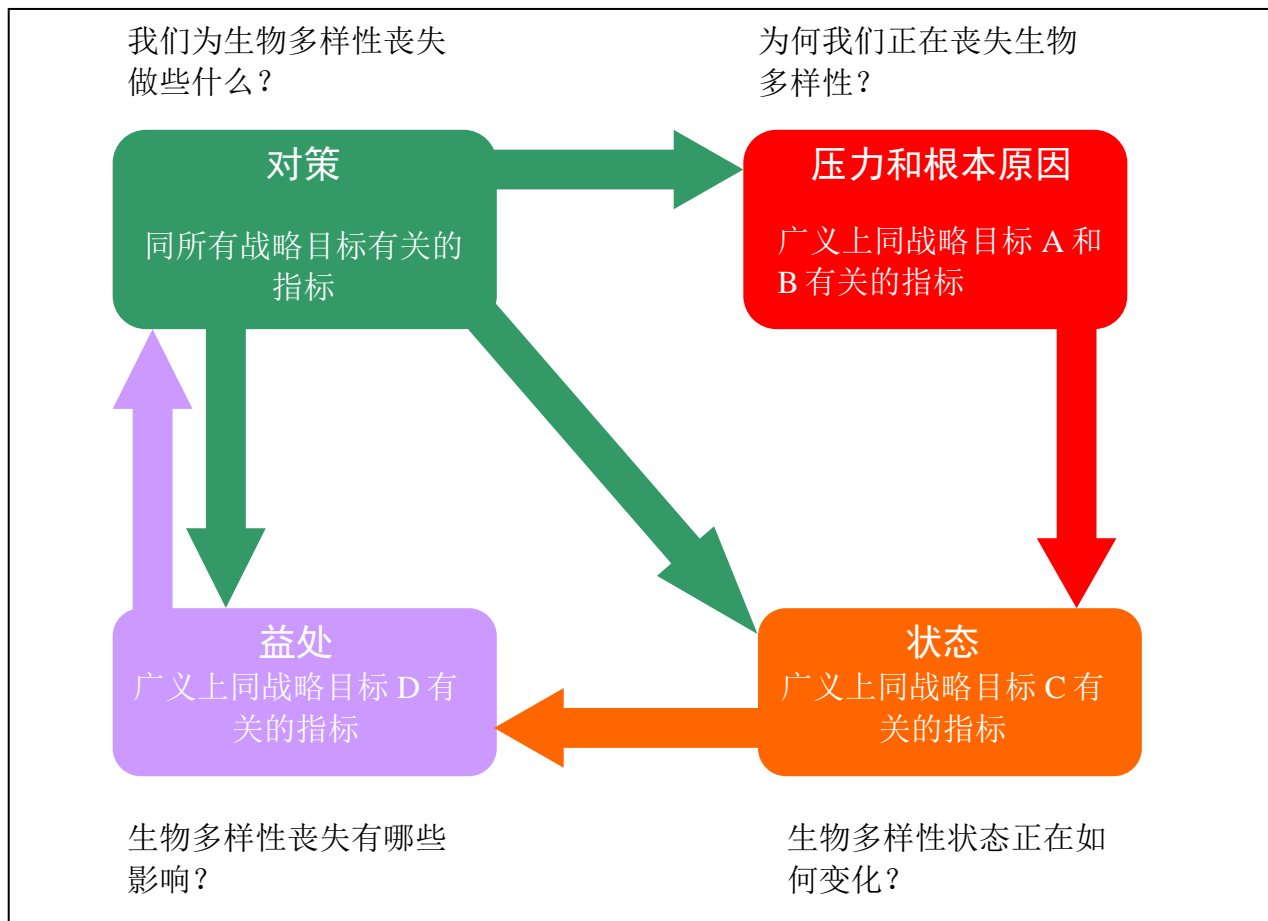 我们为生物多样性丧失
做些什么？
为何我们正在丧失生物
多样性？
对策
同所有战略目标有关的
指标
压力和根本原因
广义上同战略目标 A 和
B 有关的指标
益处
广义上同战略目标 D 有
关的指标
状态
广义上同战略目标 C 有
关的指标
生物多样性丧失有哪些
影响？
生物多样性状态正在如
何变化？